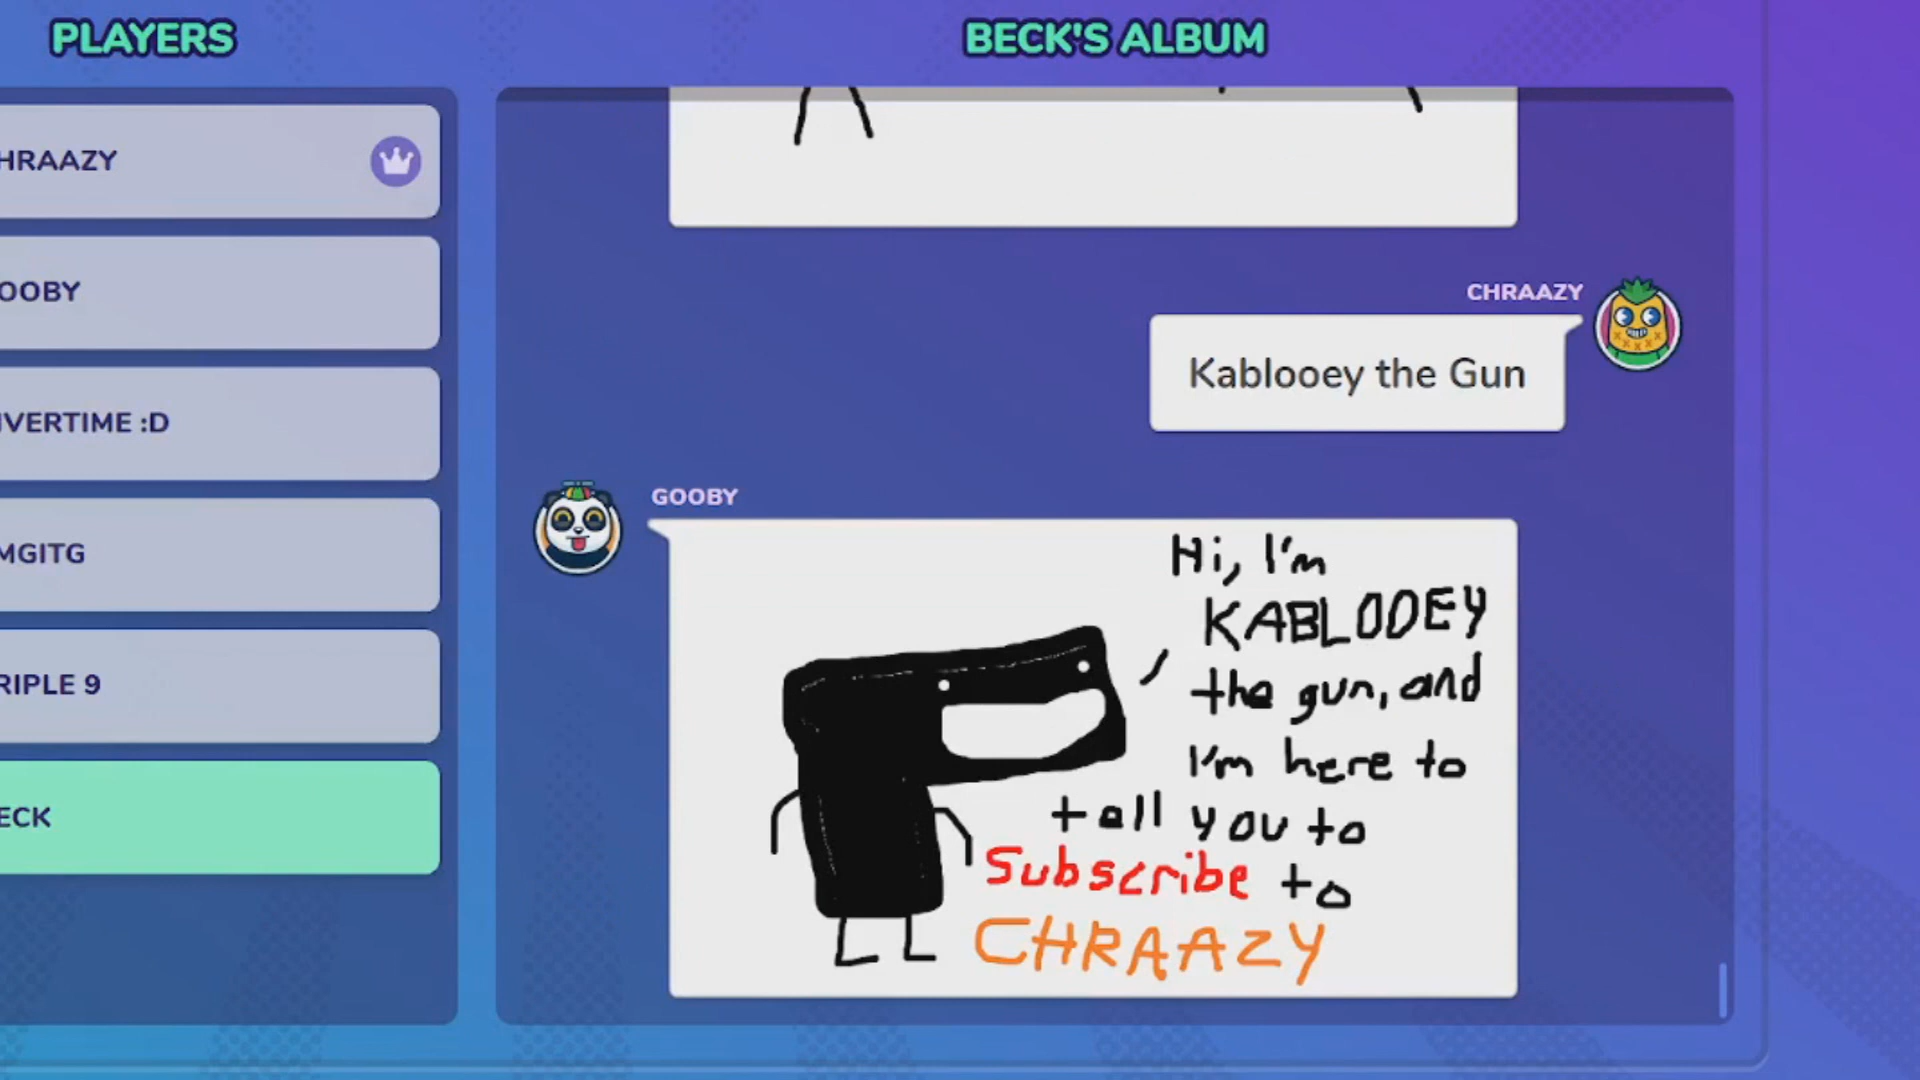 PLAYERS
BECK'S ALBUM
HRAAZY
OOBY
IVERTIME :D
MGITG
RIPLE 9
ECK
CHRAAZY
Kablooey the Gun
GOOBY
Hi, I'm
KABLOOEY
the gun, and
I'm here to
tell you to
Subscribe to
CHRAAZY